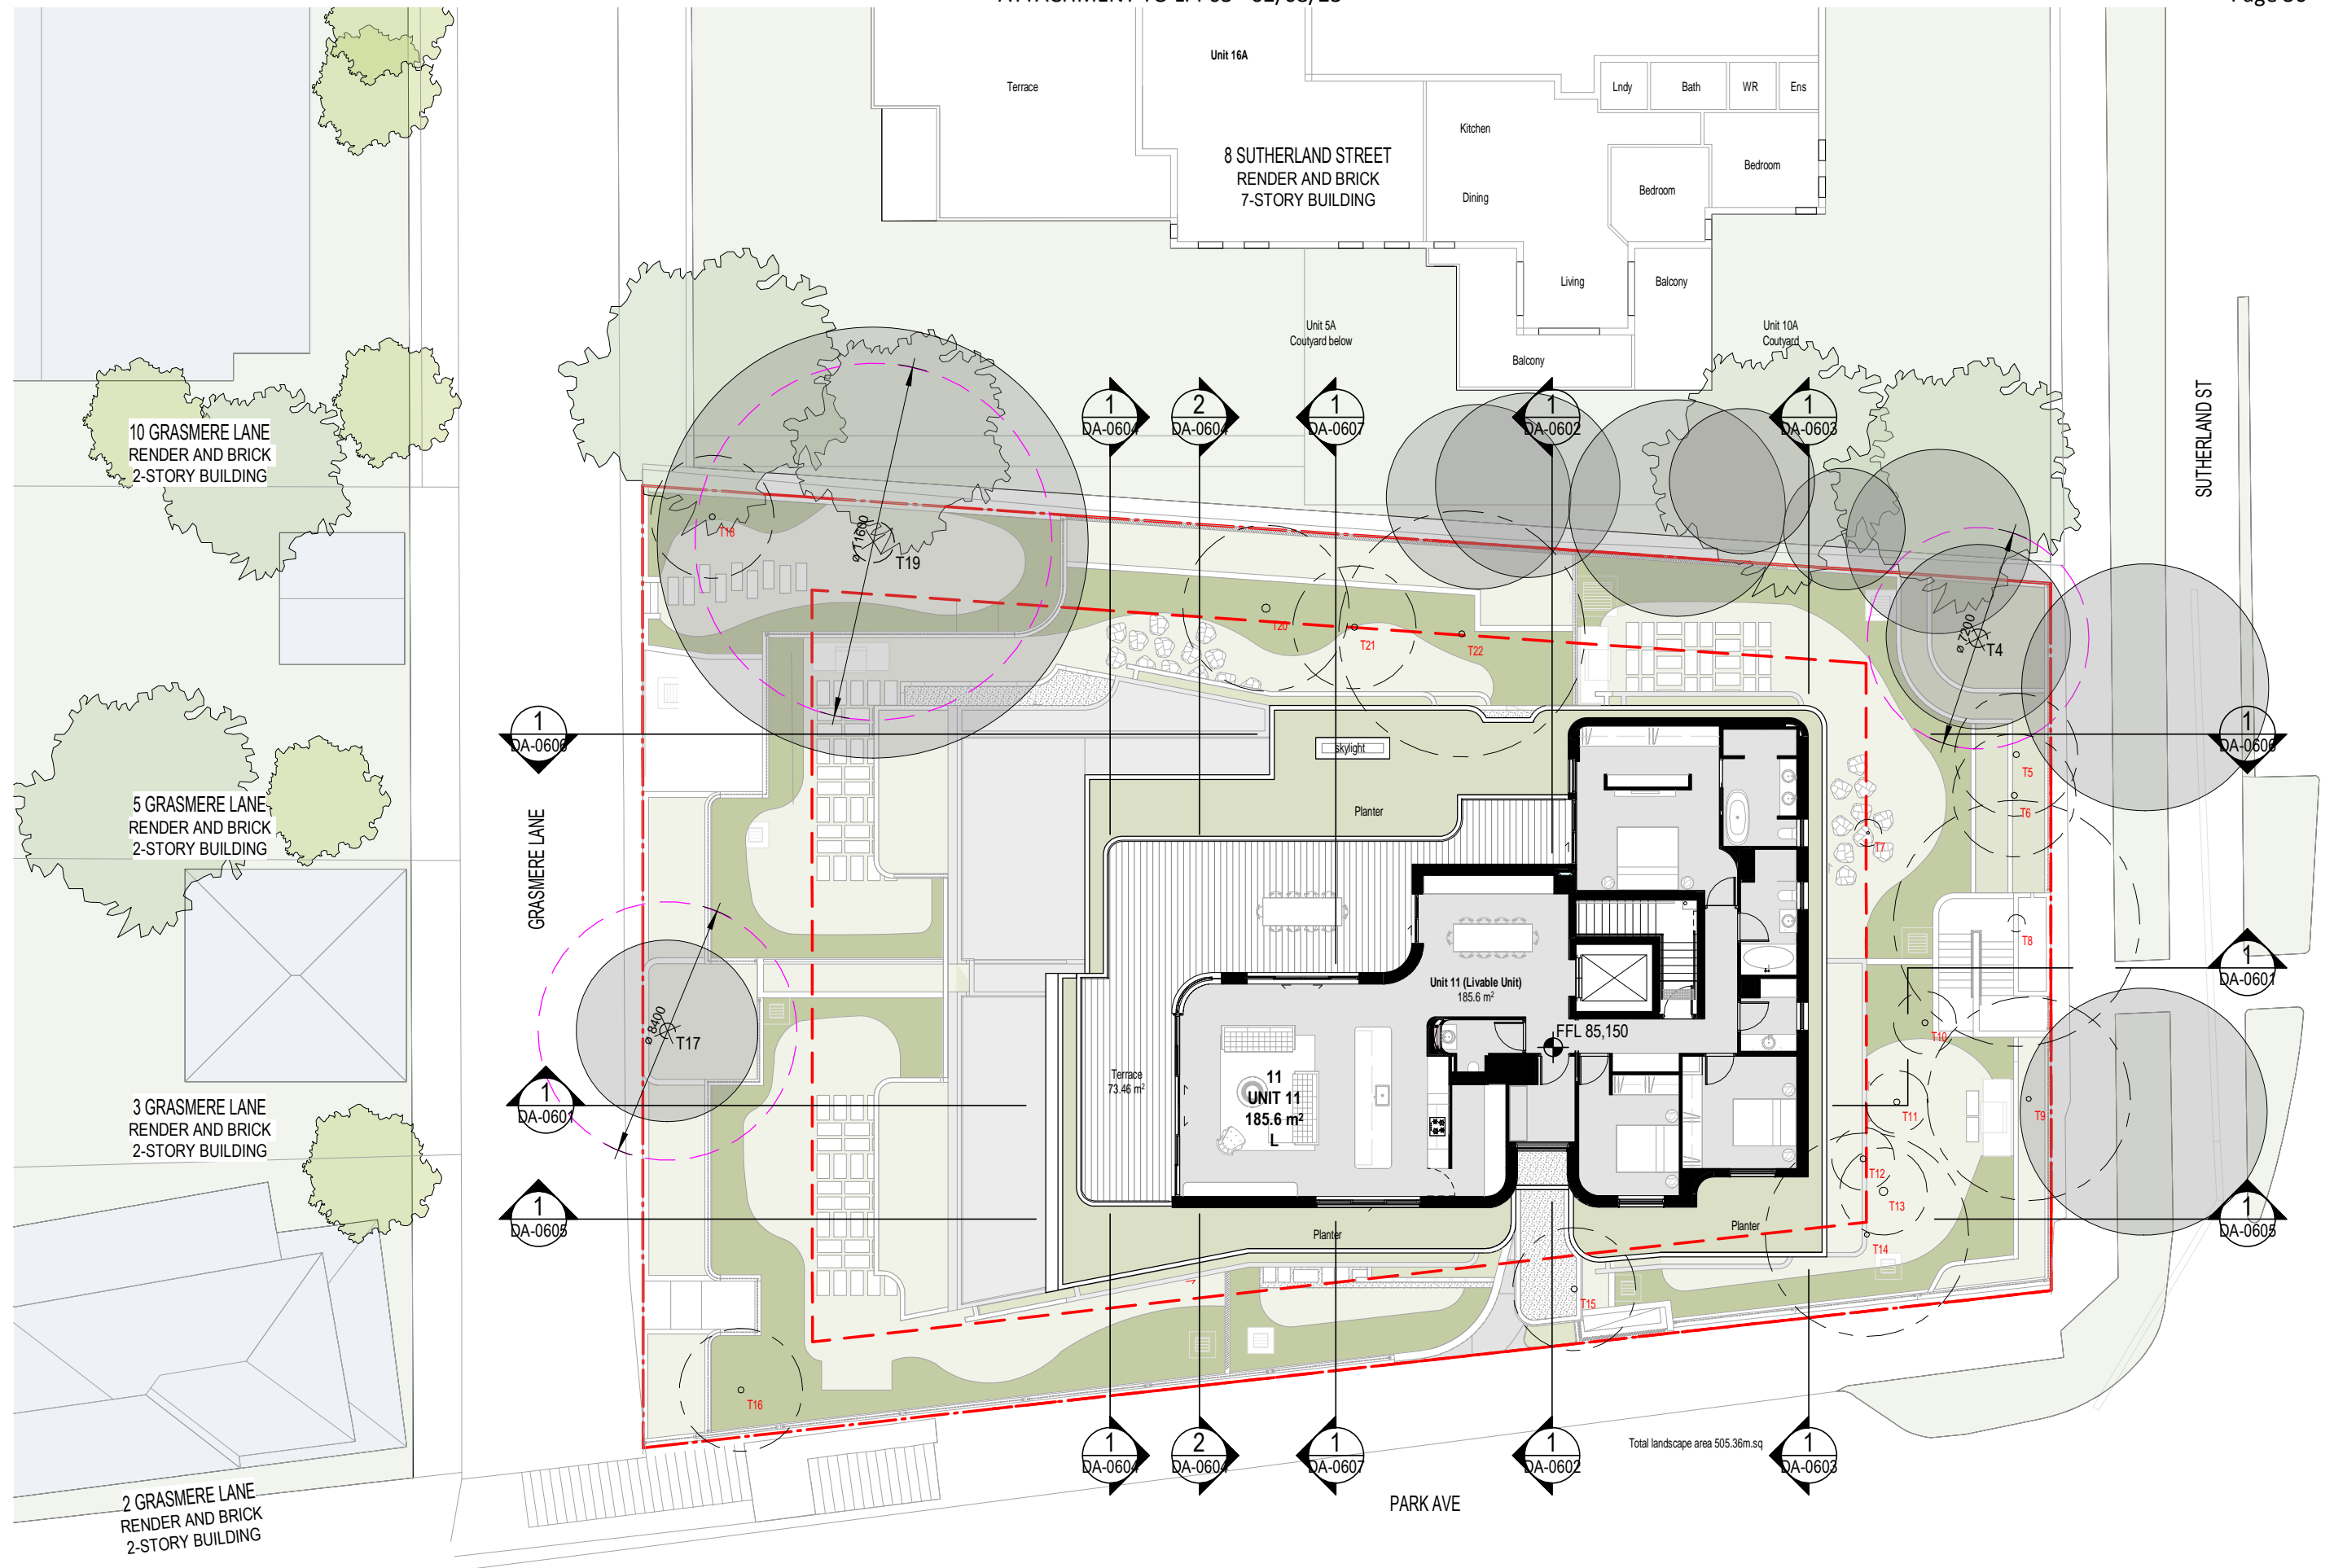 Unit 16A
Terrace
Lndy
Bath
WR
Ens
Kitchen
8 SUTHERLAND STREET
RENDER AND BRICK
7-STORY BUILDING
Bedroom
Bedroom
Dining
Living
Balcony
Unit 5A
Coutyard below
Unit 10A
Coutyard
Balcony
SUTHERLAND ST
10 GRASMERE LANE
RENDER AND BRICK
2-STORY BUILDING
1
DA-0604
2
DA-0604
1
DA-0607
1
DA-0602
1
DA-0603
T18
ø 11600
T19
T20
T21
T22
ø 7200
T4
1
DA-0606
skylight
1
DA-0606
T5
T6
T7
5 GRASMERE LANE
RENDER AND BRICK
2-STORY BUILDING
GRASMERE LANE
Planter
T8
Unit 11 (Livable Unit)
185.6 m²
1
DA-0601
ø 8400
T17
FFL 85,150
T10
Terrace
73.46 m²
11
UNIT 11
185.6 m²
L
1
DA-0601
T11
T9
3 GRASMERE LANE
RENDER AND BRICK
2-STORY BUILDING
T12
T13
1
DA-0605
Planter
Planter
T14
1
DA-0605
T15
T16
1
DA-0604
2
DA-0604
1
DA-0607
1
DA-0602
Total landscape area 505.36m.sq
1
DA-0603
PARK AVE
2 GRASMERE LANE
RENDER AND BRICK
2-STORY BUILDING